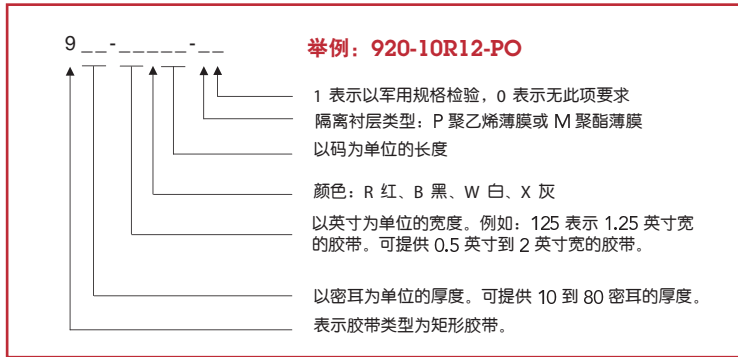 9__-_____-__
举例：920-10R12-PO
1 表示以军用规格检验，0 表示无此项要求
隔离衬层类型：P 聚乙烯薄膜或 M 聚酯薄膜
以码为单位的长度
颜色：R 红、B 黑、W 白、X 灰
以英寸为单位的宽度。例如：125 表示 1.25 英寸宽
的胶带。可提供 0.5 英寸到 2 英寸宽的胶带。
以密耳为单位的厚度。可提供 10 到 80 密耳的厚度。
表示胶带类型为矩形胶带。